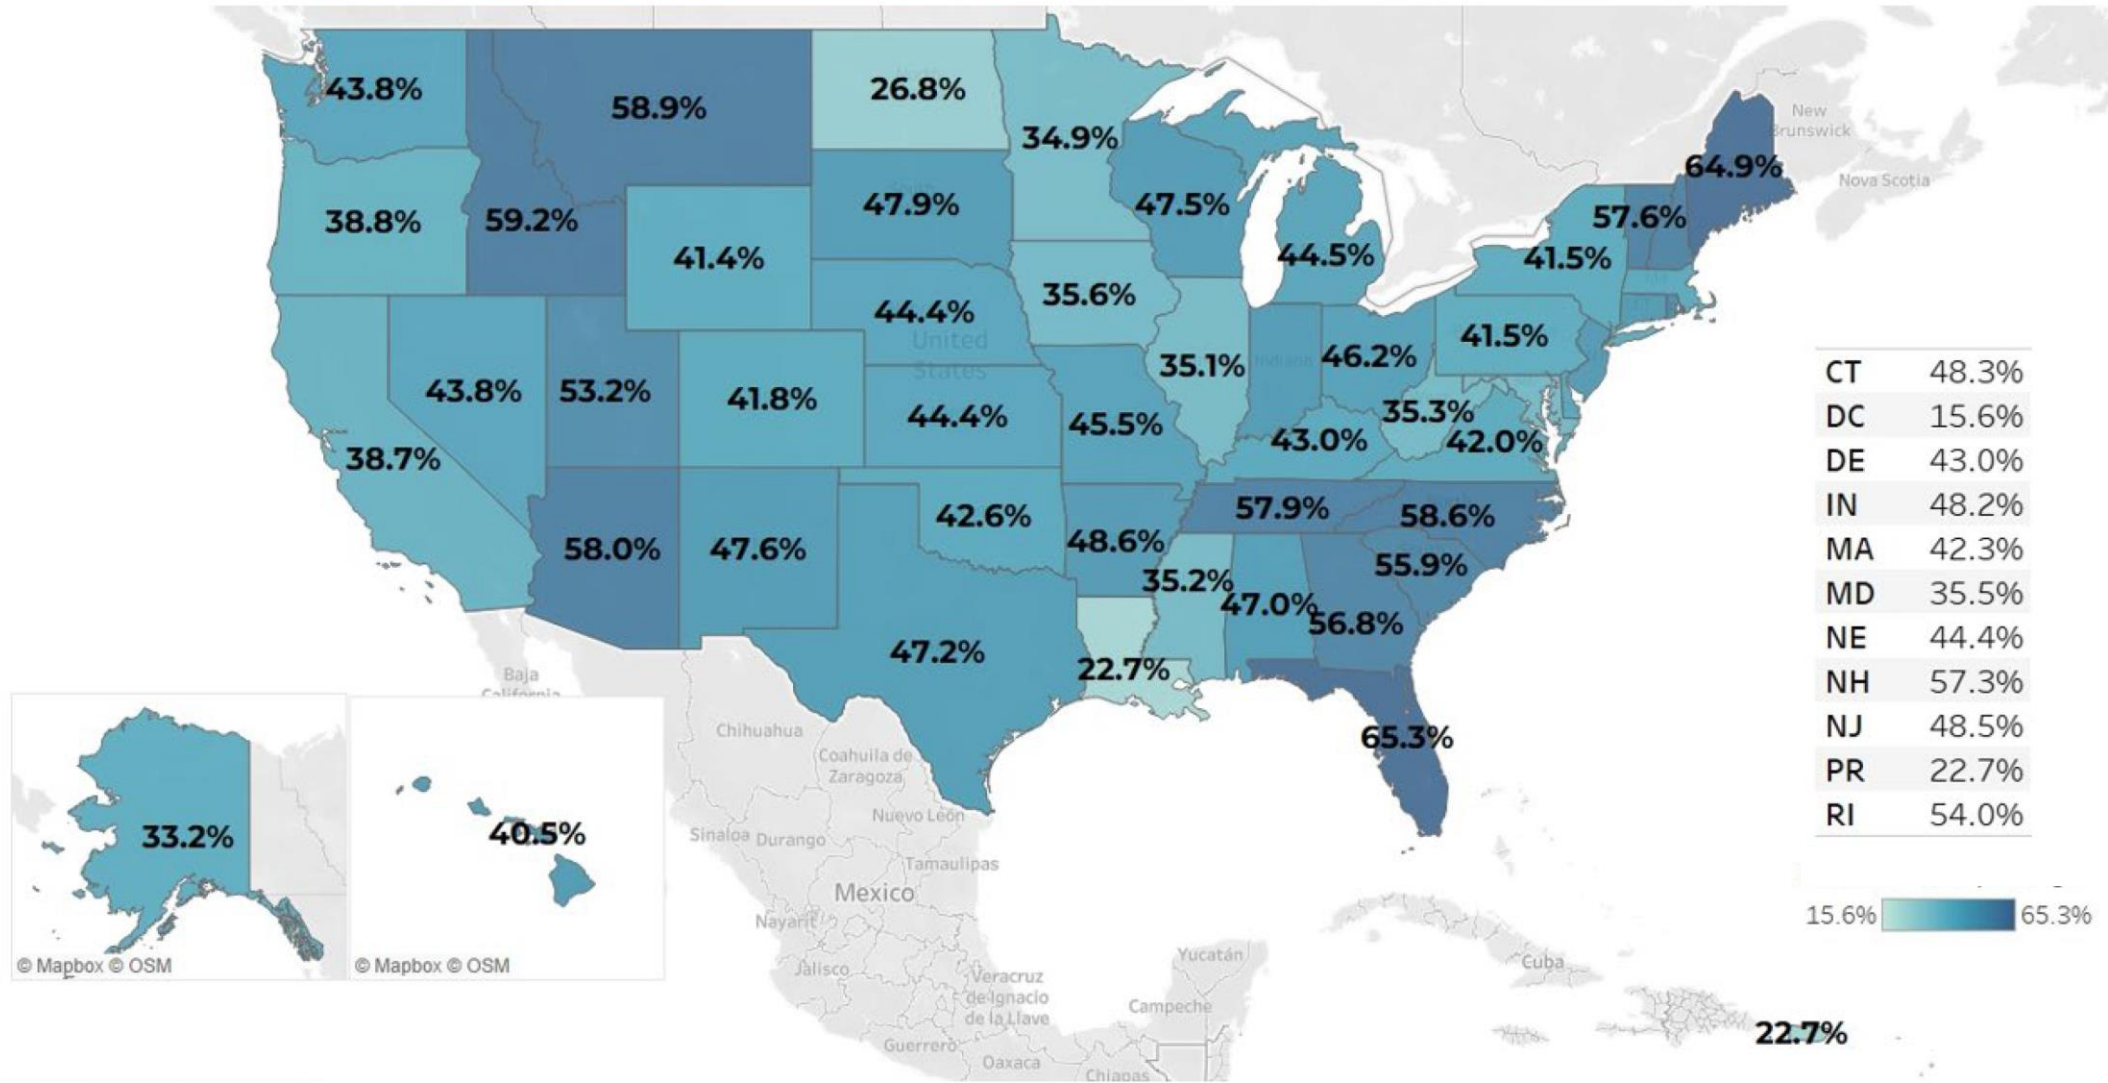 43.8%
58.9%
26.8%
34.9%
New
Brunswick
64.9%
Nova Scotia
38.8%
59.2%
47.9%
47.5%
57.6%
41.4%
44.5%
41.5%
35.6%
44.4%
United
States
41.5%
35.1%
Indiana
46.2%
43.8%
53.2%
41.8%
44.4%
45.5%
35.3%
43.0%
42.0%
38.7%
42.6%
57.9%
58.6%
58.0%
47.6%
48.6%
55.9%
35.2%
47.0%
56.8%
47.2%
22.7%
65.3%
CT 48.3%
DC 15.6%
DE 43.0%
IN 48.2%
MA 42.3%
MD 35.5%
NE 44.4%
NH 57.3%
NJ 48.5%
PR 22.7%
RI 54.0%
15.6% 65.3%
Baja
California
Chihuahua
Coahuila de
Zaragoza
Nuevo León
Sinaloa
Durango
Tamaulipas
Mexico
Nayarit
Jalisco
Veracruz
de Ignacio
de la Llave
Yucatán
Campeche
Guerrero
Oaxaca
Chiapas
Cuba
22.7%
33.2%
© Mapbox © OSM
40.5%
© Mapbox © OSM